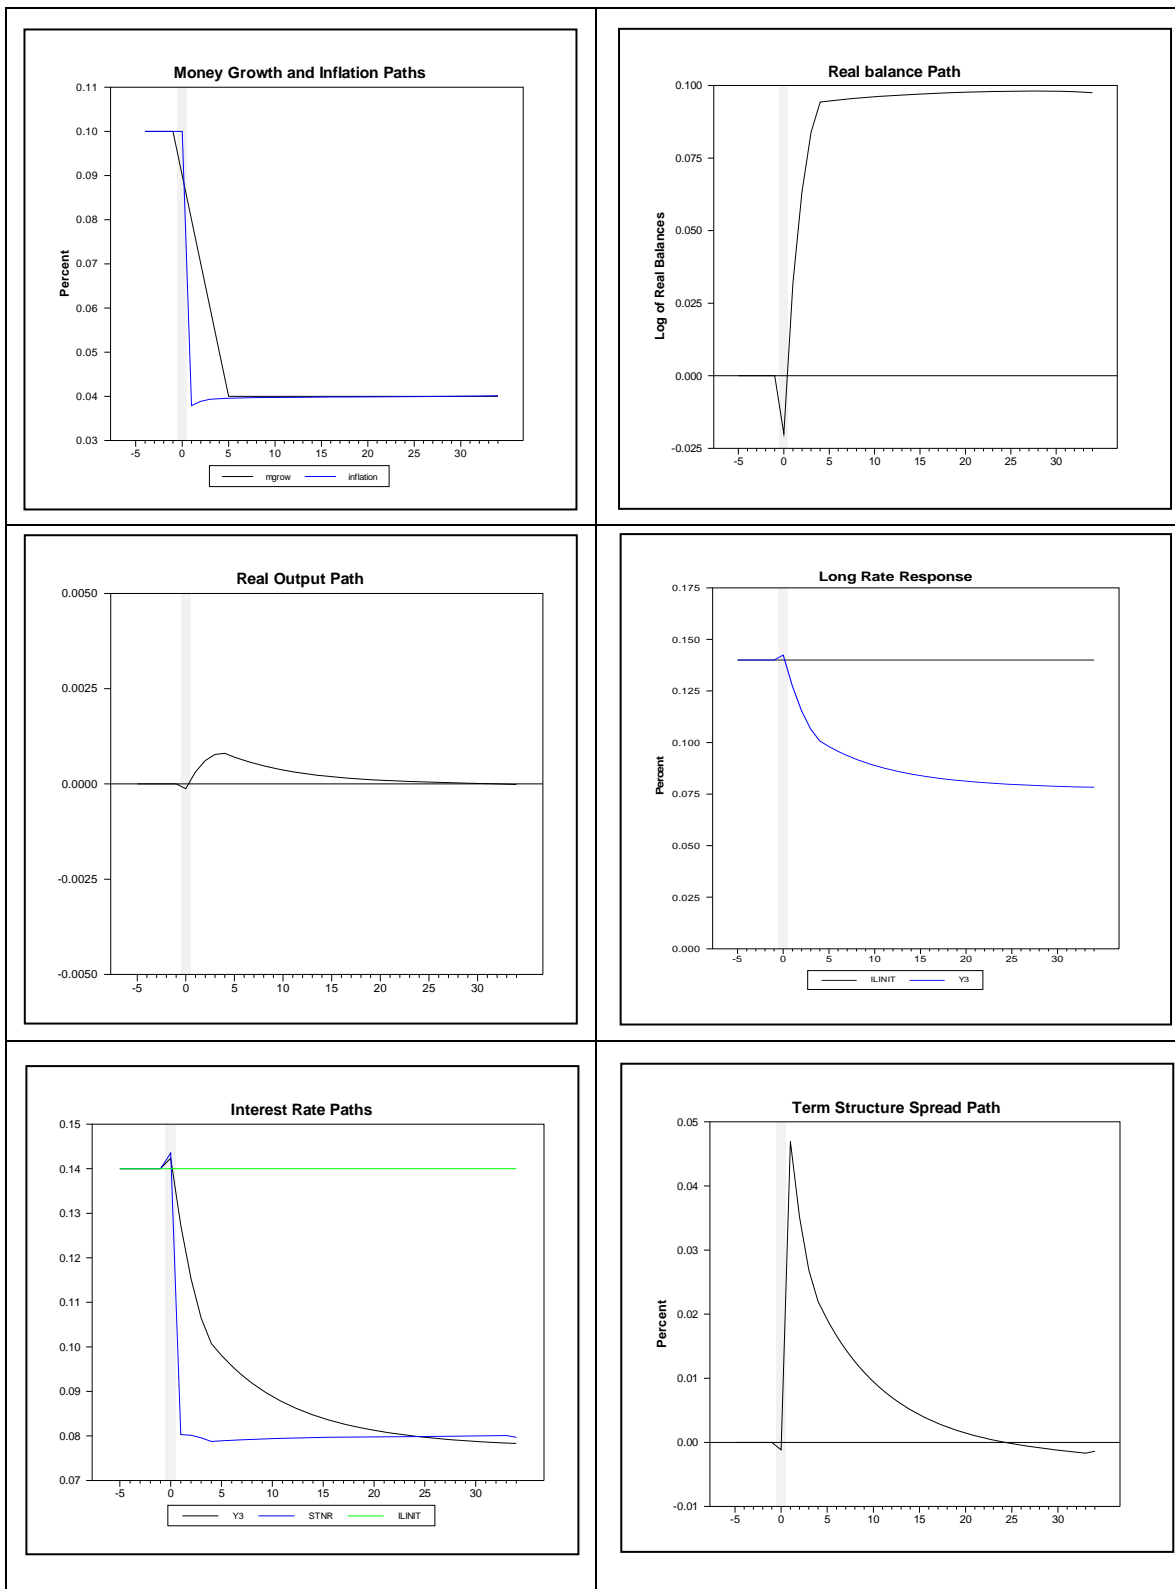 Money Growth and Inflation Paths
0.11
0.10
0.09
0.08
0.07
0.06
0.05
0.04
0.03
Percent
-5 0 5 10 15 20 25 30
mgrow inflation
Real balance Path
0.100
0.075
0.050
0.025
0.000
-0.025
Log of Real Balances
-5 0 5 10 15 20 25 30
Real Output Path
0.0050
0.0025
0.0000
-0.0025
-0.0050
-5 0 5 10 15 20 25 30
Long Rate Response
0.175
0.150
0.125
0.100
0.075
0.050
0.025
0.000
Percent
-5 0 5 10 15 20 25 30
ILINIT Y3
Interest Rate Paths
0.15
0.14
0.13
0.12
0.11
0.10
0.09
0.08
0.07
-5 0 5 10 15 20 25 30
Y3 STNR ILINIT
Term Structure Spread Path
0.05
0.04
0.03
0.02
0.01
0.00
-0.01
Percent
-5 0 5 10 15 20 25 30